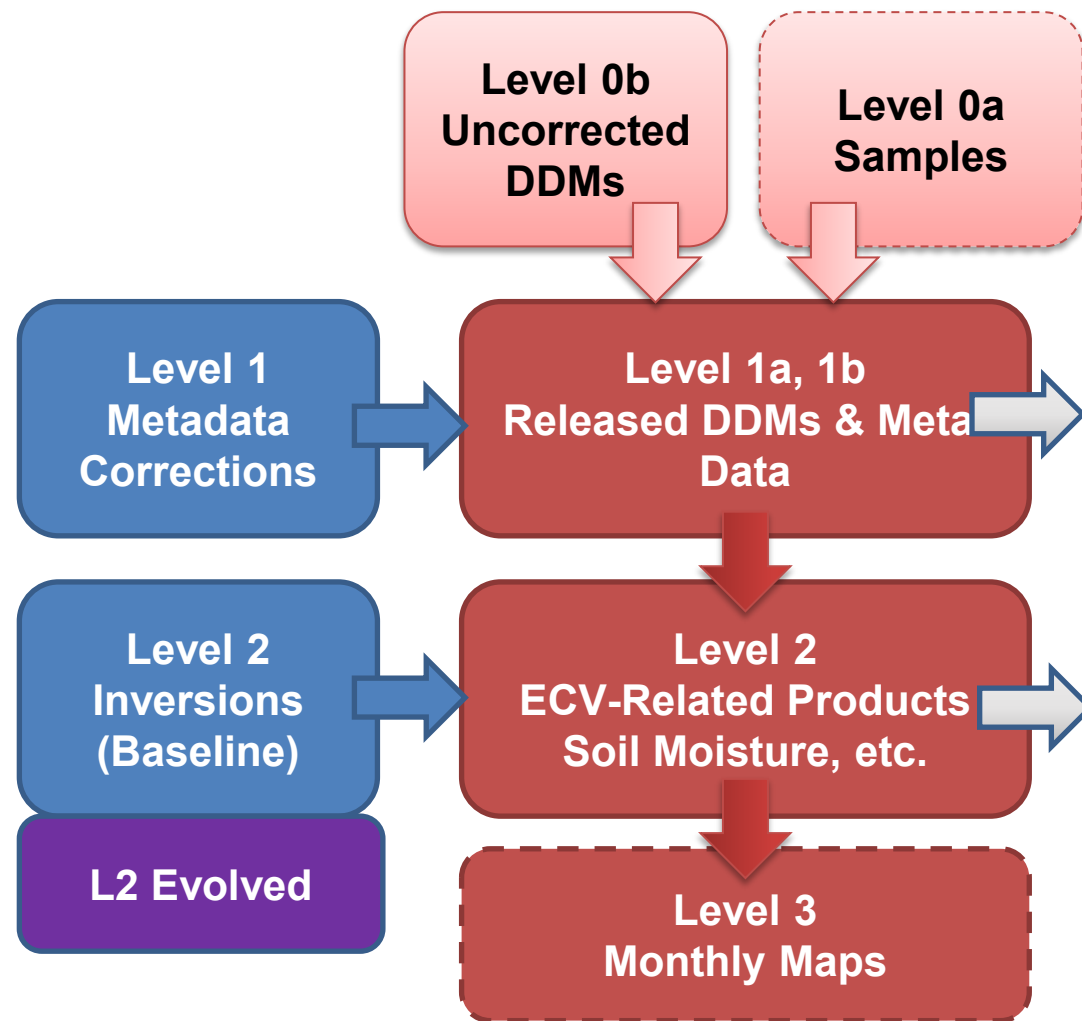 Level 0b
Uncorrected
DDMs
Level 0a
Samples
Level 1
Metadata
Corrections
Level 1a, 1b
Released DDMs & Meta
Data
Level 2
Inversions
(Baseline)
Level 2
ECV-Related Products
Soil Moisture, etc.
L2 Evolved
Level 3
Monthly Maps